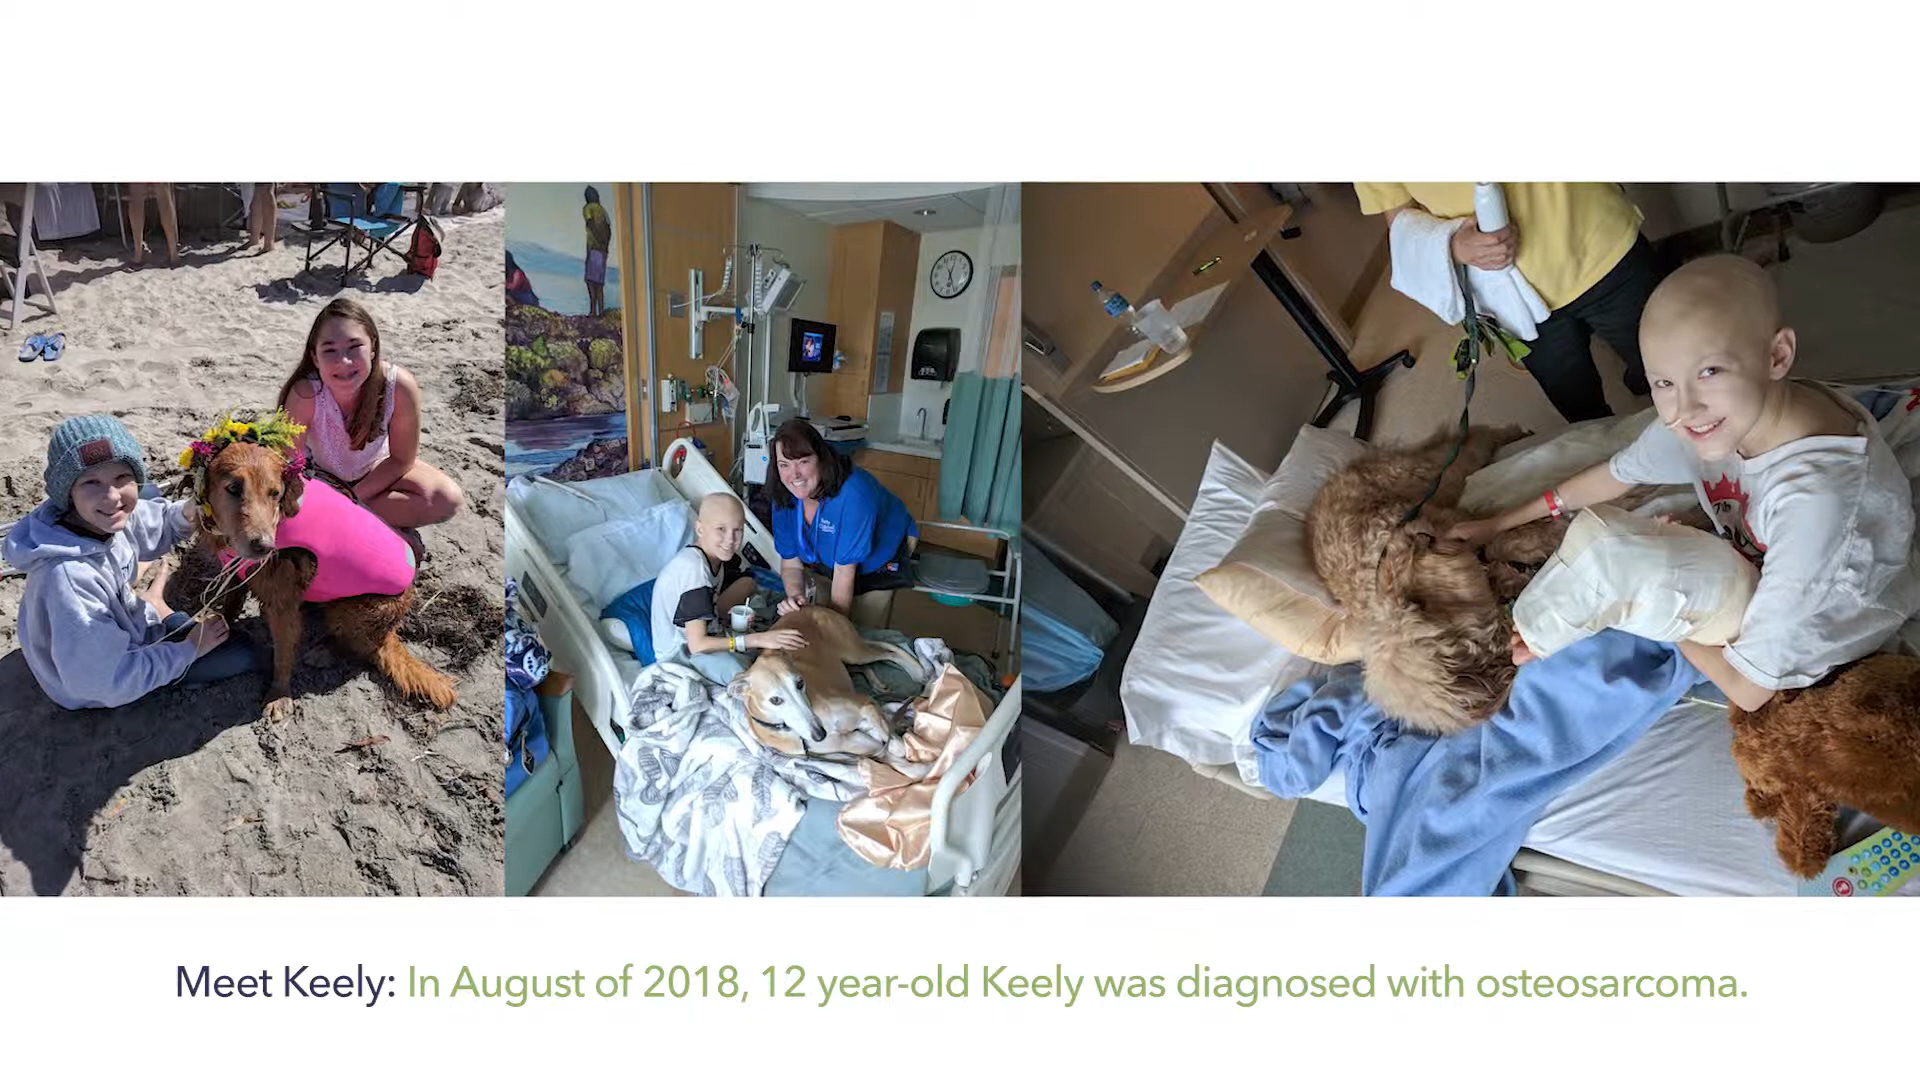 Meet Keely: In August of 2018, 12 year-old Keely was diagnosed with osteosarcoma.